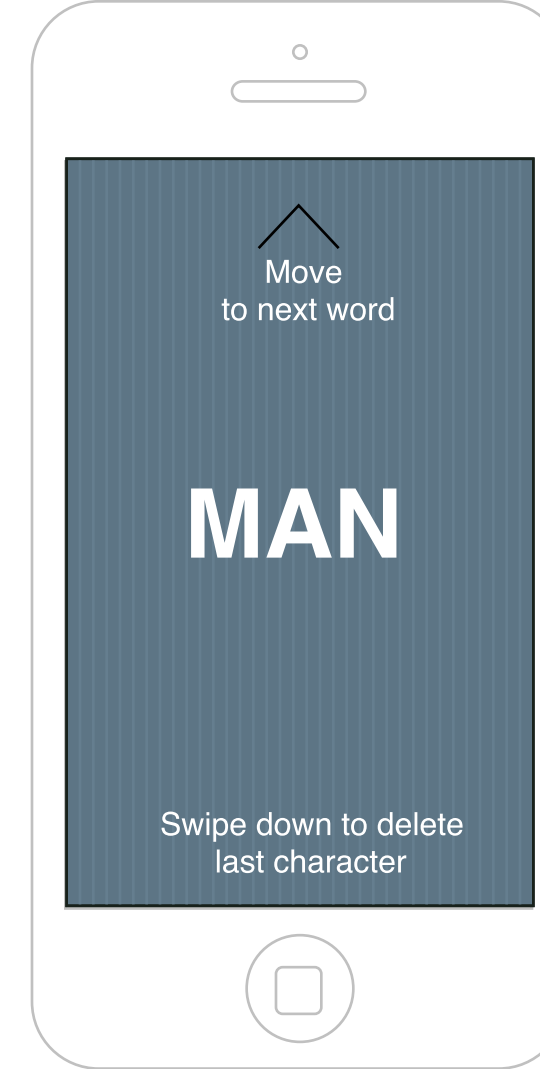 Move
to next word
MAN
Swipe down to delete
last character